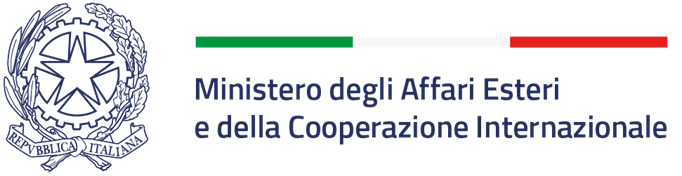 REPVBBLICA ITALIANA
Ministero degli Affari Esteri
e della Cooperazione Internazionale